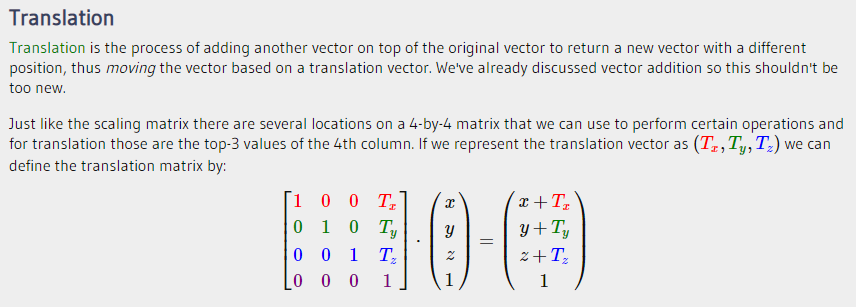 Translation
Translation is the process of adding another vector on top of the original vector to return a new vector with a different
position, thus moving the vector based on a translation vector. We've already discussed vector addition so this shouldn't be
too new.
Just like the scaling matrix there are several locations on a 4-by-4 matrix that we can use to perform certain operations and
for translation those are the top-3 values of the 4th column. If we represent the translation vector as (Tx, Ty, Tz) we can
define the translation matrix by:
[1 0 0 Tx] (x) (x + Tx)
[0 1 0 Ty] (y) (y + Ty)
[0 0 1 Tz] · (z) = (z + Tz)
[0 0 0 1] (1) (1)